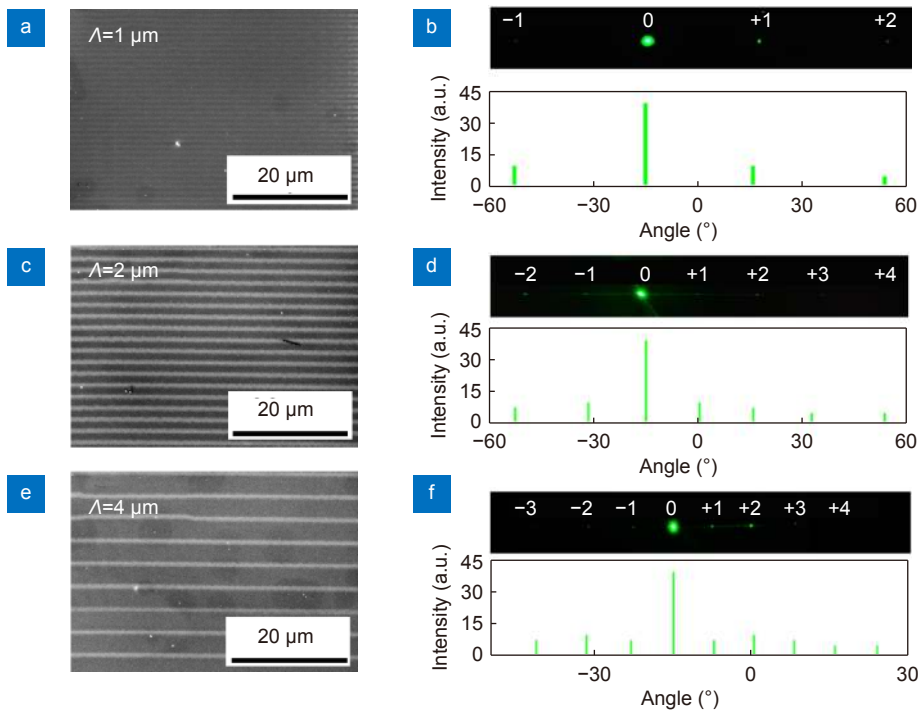 a
Λ=1 µm
20 µm
b
−1 0 +1 +2
Intensity (a.u.)
45
30
15
0
−60 −30 0 30 60
Angle (°)
c
Λ=2 µm
20 µm
d
−2 −1 0 +1 +2 +3 +4
Intensity (a.u.)
45
30
15
0
−60 −30 0 30 60
Angle (°)
e
Λ=4 µm
20 µm
f
−3 −2 −1 0 +1 +2 +3 +4
Intensity (a.u.)
45
30
15
0
−30 0 30
Angle (°)